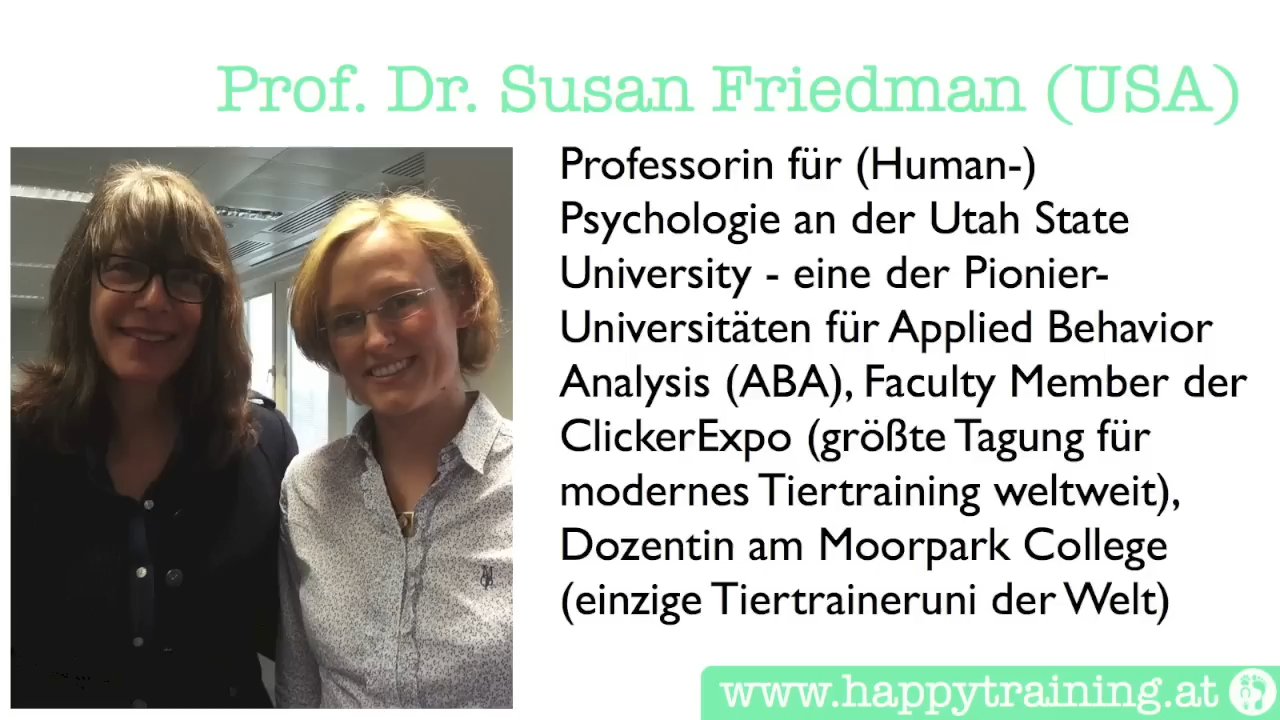 Prof. Dr. Susan Friedman (USA)
Professorin für (Human-)
Psychologie an der Utah State
University - eine der Pionier-
Universitäten für Applied Behavior
Analysis (ABA), Faculty Member der
ClickerExpo (größte Tagung für
modernes Tiertraining weltweit),
Dozentin am Moorpark College
(einzige Tiertraineruni der Welt)
www.happytraining.at